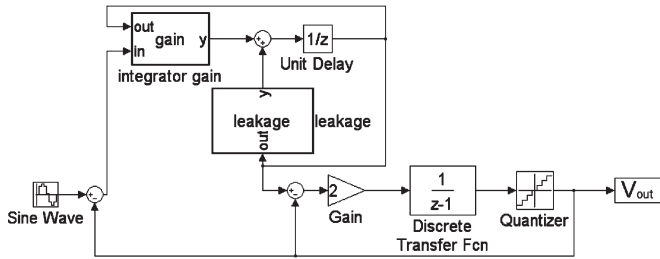 out
gain
y
in
integrator gain
1/z
Unit Delay
y
leakage
leakage
out
Sine Wave
2
Gain
1
z-1
Discrete
Transfer Fcn
Quantizer
Vout